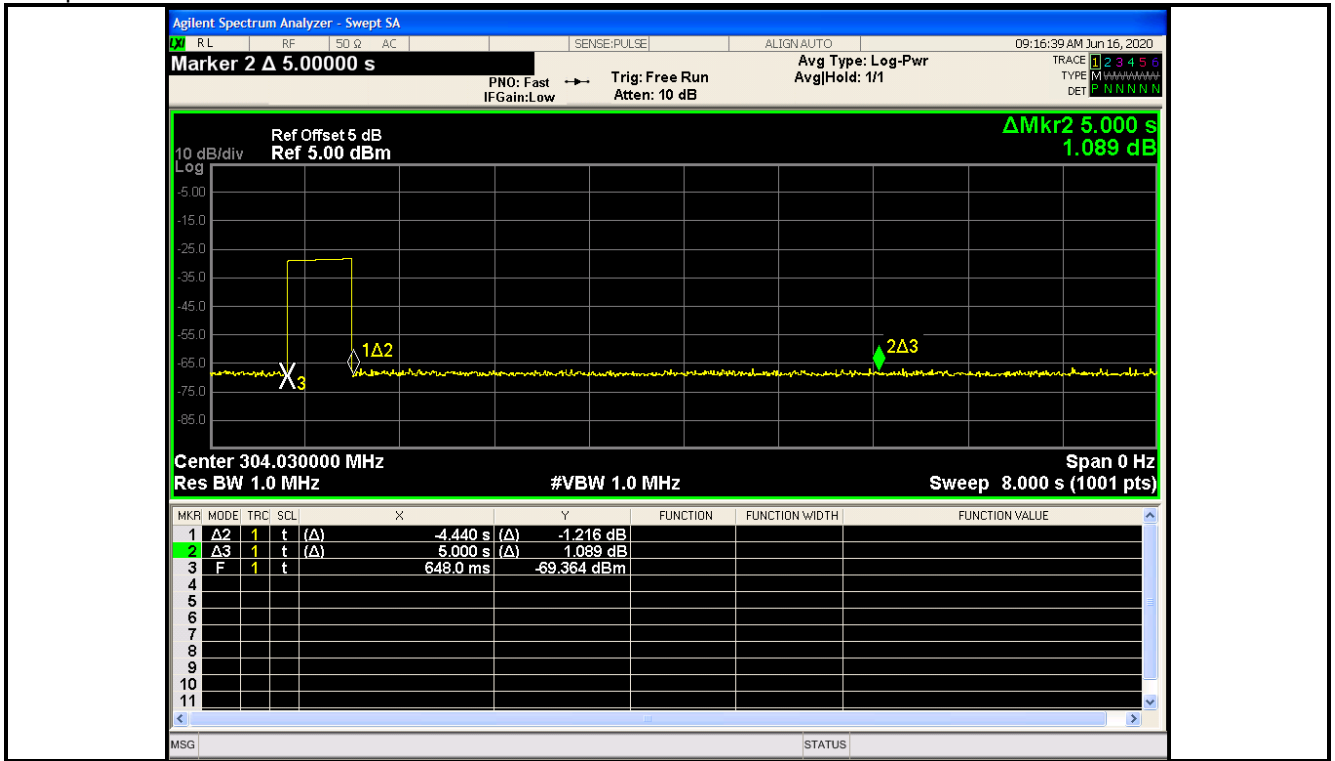 Agilent Spectrum Analyzer - Swept SA
LXI RL RF 50 Ω AC SENSE:PULSE ALIGN AUTO 09:16:39 AM Jun 16, 2020
Marker 2 Δ 5.00000 s
PNO: Fast
IFGain:Low
Trig: Free Run
Atten: 10 dB
Avg Type: Log-Pwr
Avg|Hold: 1/1
TRACE 1 2 3 4 5 6
TYPE M WWWWW
DET P N N N N N
ΔMkr2 5.000 s
1.089 dB
Ref Offset 5 dB
10 dB/div Ref 5.00 dBm
Log
-5.00
-15.0
-25.0
-35.0
-45.0
-55.0
-65.0
-75.0
-85.0
1Δ2
2Δ3
3
Center 304.030000 MHz Span 0 Hz
Res BW 1.0 MHz #VBW 1.0 MHz Sweep 8.000 s (1001 pts)
MKR MODE TRC SCL X Y FUNCTION FUNCTION WIDTH FUNCTION VALUE
1 Δ2 1 t (Δ) -4.440 s (Δ) -1.216 dB
2 Δ3 1 t (Δ) 5.000 s (Δ) 1.089 dB
3 F 1 t 648.0 ms -69.364 dBm
4
5
6
7
8
9
10
11
MSG STATUS